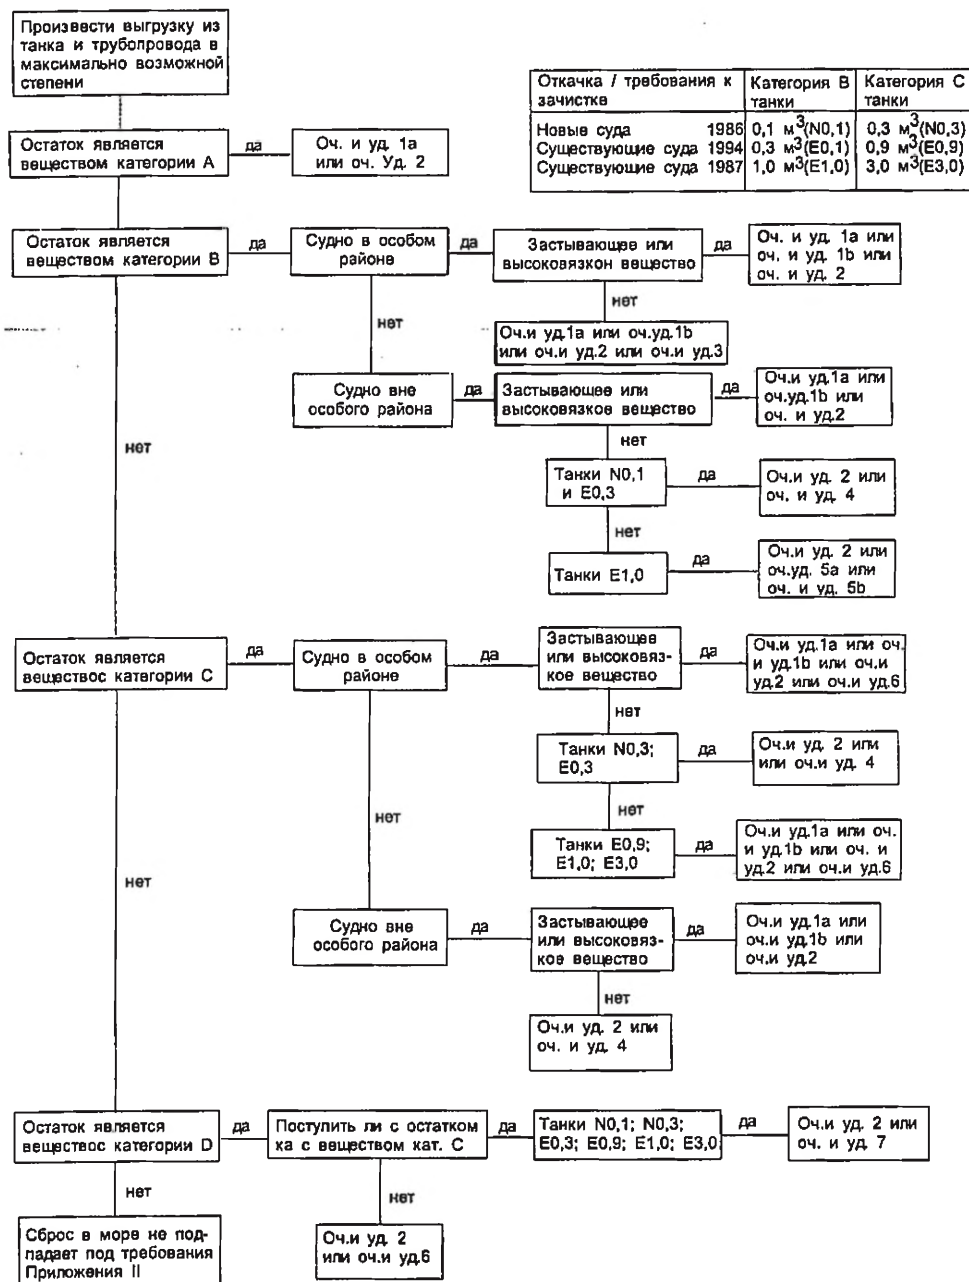 Произвести выгрузку из
танка и трубопровода в
максимально возможной
степени
Откачка / требования к зачистке Категория В танки Категория С танки
Новые суда 1986 0,1 м³(N0,1) 0,3 м³(N0,3)
Существующие суда 1994 0,3 м³(E0,1) 0,9 м³(E0,9)
Существующие суда 1987 1,0 м³(E1,0) 3,0 м³(E3,0)
Остаток является
веществом категории А
да
Оч. и уд. 1а
или оч. Уд. 2
Остаток является
веществом категории В
да
Судно в особом
районе
да
Застывающее или
высоковязкон вещество
да
Оч. и уд. 1а или
оч. и уд. 1b или
оч. и уд. 2
нет
нет
Оч.и уд.1а или оч.уд.1b
или оч.и уд.2 или оч.и уд.3
Судно вне
особого района
да
Застывающее или
высоковязкое вещество
да
Оч.и уд.1а или
оч.уд.1b или
оч. и уд.2
нет
нет
Танки N0,1
и E0,3
да
Оч.и уд. 2 или
оч. и уд. 4
нет
Танки E1,0
да
Оч.и уд. 2 или
оч.уд. 5а или
оч. и уд. 5b
Остаток является
веществос категории С
да
Судно в особом
районе
да
Застывающее
или высоковяз-
кое вещество
да
Оч.и уд.1а или оч.
и уд.1b или оч.и
уд.2 или оч.и уд.6
нет
Танки N0,3;
E0,3
да
Оч.и уд. 2 или
или оч.и уд. 4
нет
нет
Танки E0,9;
E1,0; E3,0
да
Оч.и уд.1а или оч.
и уд.1b или оч. и
уд.2 или оч.и уд.6
нет
Судно вне
особого района
да
Застывающее
или высоковяз-
кое вещество
да
Оч.и уд.1а или
оч.и уд.1b или
оч.и уд.2
нет
Оч.и уд. 2 или
оч. и уд. 4
Остаток является
веществос категории D
да
Поступить ли с остатком
ка с веществом кат. С
да
Танки N0,1; N0,3;
E0,3; E0,9; E1,0; E3,0
да
Оч.и уд. 2 или
оч. и уд. 7
нет
нет
Сброс в море не под-
падает под требования
Приложения II
Оч.и уд. 2
или оч.и уд.6